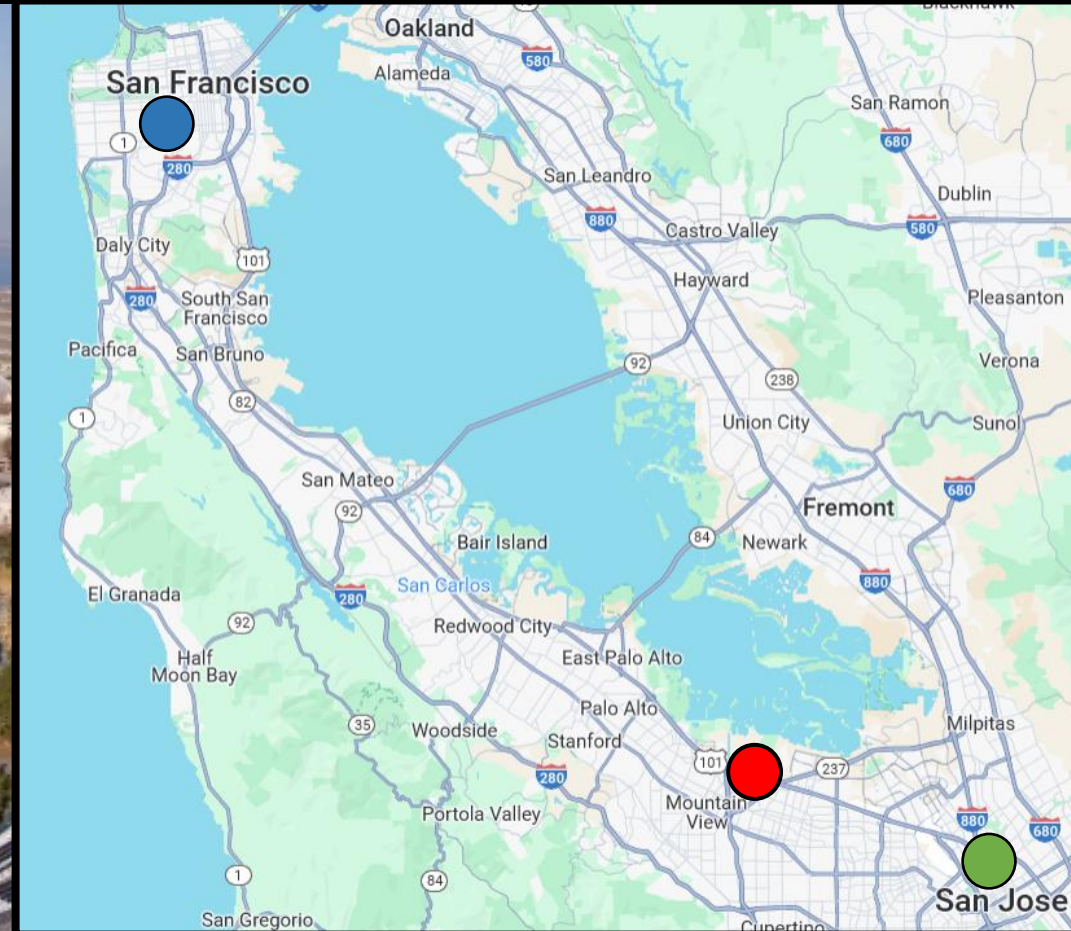 Oakland
580
Alameda
San Francisco
San Ramon
680
1
280
San Leandro
Dublin
880
Castro Valley
580
Daly City
101
Hayward
280
South San
Francisco
Pleasanton
Pacifica
San Bruno
92
Verona
238
82
1
Union City
Sunol
San Mateo
680
92
Fremont
Bair Island
84
Newark
San Carlos
880
El Granada
280
92
Redwood City
Half
Moon Bay
East Palo Alto
Palo Alto
35
Woodside
Stanford
Milpitas
101
237
280
Mountain
View
Portola Valley
880
680
1
84
San Jose
San Gregorio
Cupertino